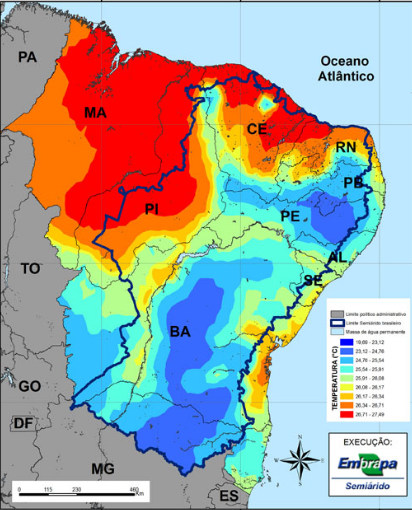 PA
Oceano
Atlântico
MA
CE
RN
PB
PI
PE
AL
SE
TO
BA
GO
DF
MG
ES
Limite político administrativo
Limite Semiárido brasileiro
Massa de água permanente
TEMPERATURA (°C)
19,60 - 23,12
23,12 - 24,76
24,76 - 25,54
25,54 - 25,91
25,91 - 26,08
26,08 - 26,17
26,17 - 26,34
26,34 - 26,71
26,71 - 27,49
EXECUÇÃO:
Embrapa
Semiárido
0 115 230 460
Km